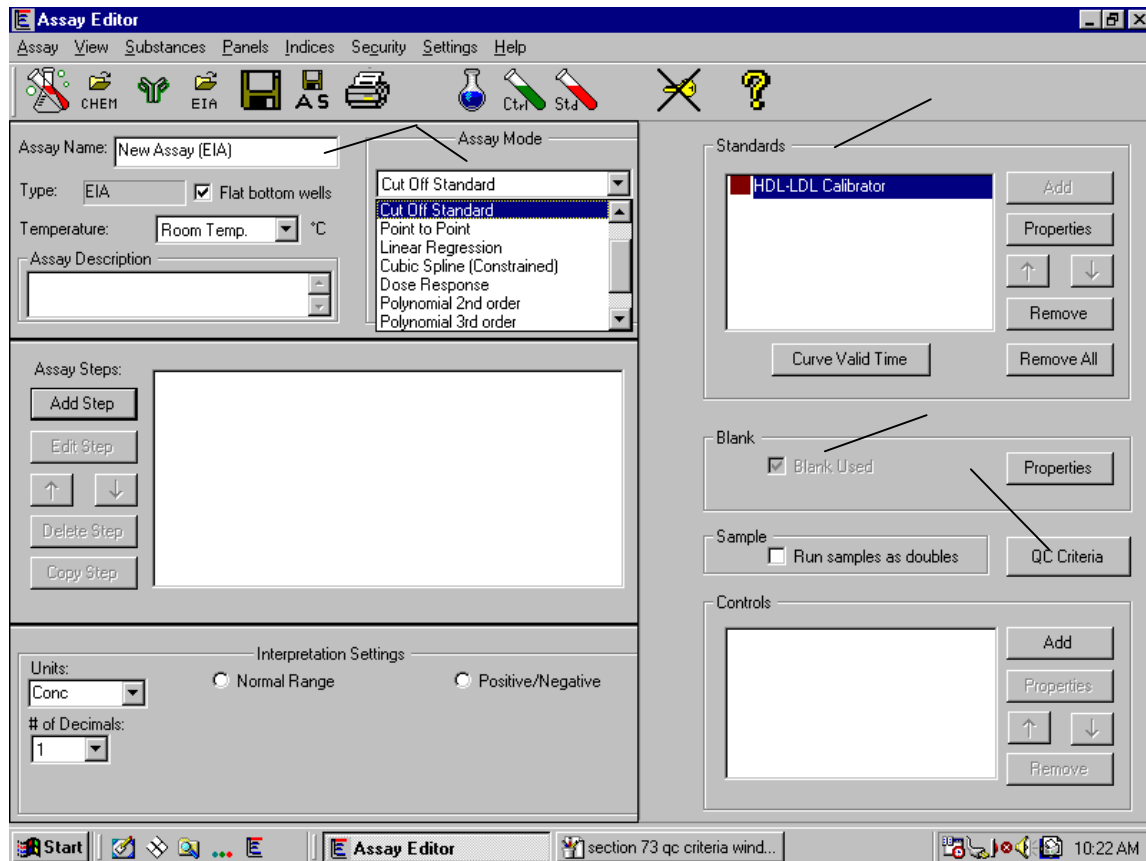 Assay Editor
Assay View Substances Panels Indices Security Settings Help
CHEM EIA AS Ctrl Std
Assay Name: New Assay (EIA)
Type: EIA Flat bottom wells
Temperature: Room Temp. °C
Assay Description
Assay Mode
Cut Off Standard
Cut Off Standard
Point to Point
Linear Regression
Cubic Spline (Constrained)
Dose Response
Polynomial 2nd order
Polynomial 3rd order
Assay Steps:
Add Step
Edit Step
Delete Step
Copy Step
Interpretation Settings
Units:
Conc
Normal Range
Positive/Negative
# of Decimals:
1
Standards
HDL-LDL Calibrator
Add
Properties
Remove
Curve Valid Time
Remove All
Blank
Blank Used
Properties
Sample
Run samples as doubles
QC Criteria
Controls
Add
Properties
Remove
Start
Assay Editor
section 73 qc criteria wind...
10:22 AM